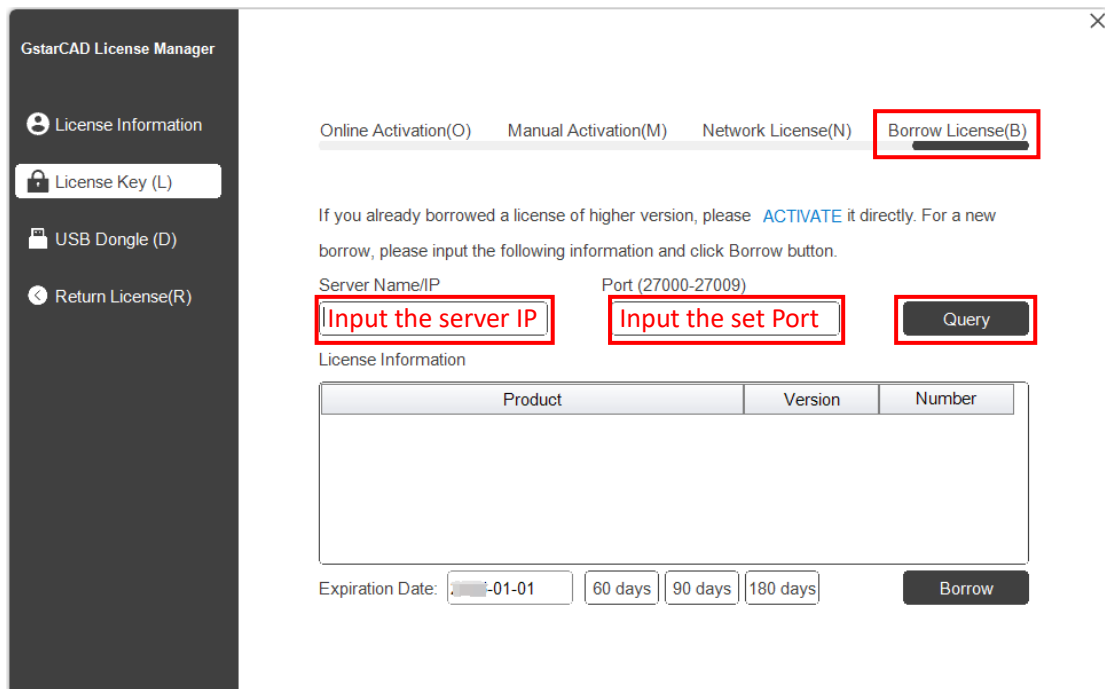 GstarCAD License Manager
License Information
License Key (L)
USB Dongle (D)
Return License(R)
Online Activation(O) Manual Activation(M) Network License(N) Borrow License(B)
If you already borrowed a license of higher version, please ACTIVATE it directly. For a new
borrow, please input the following information and click Borrow button.
Server Name/IP Port (27000-27009)
Input the server IP Input the set Port Query
License Information
Product Version Number
Expiration Date: -01-01 60 days 90 days 180 days Borrow